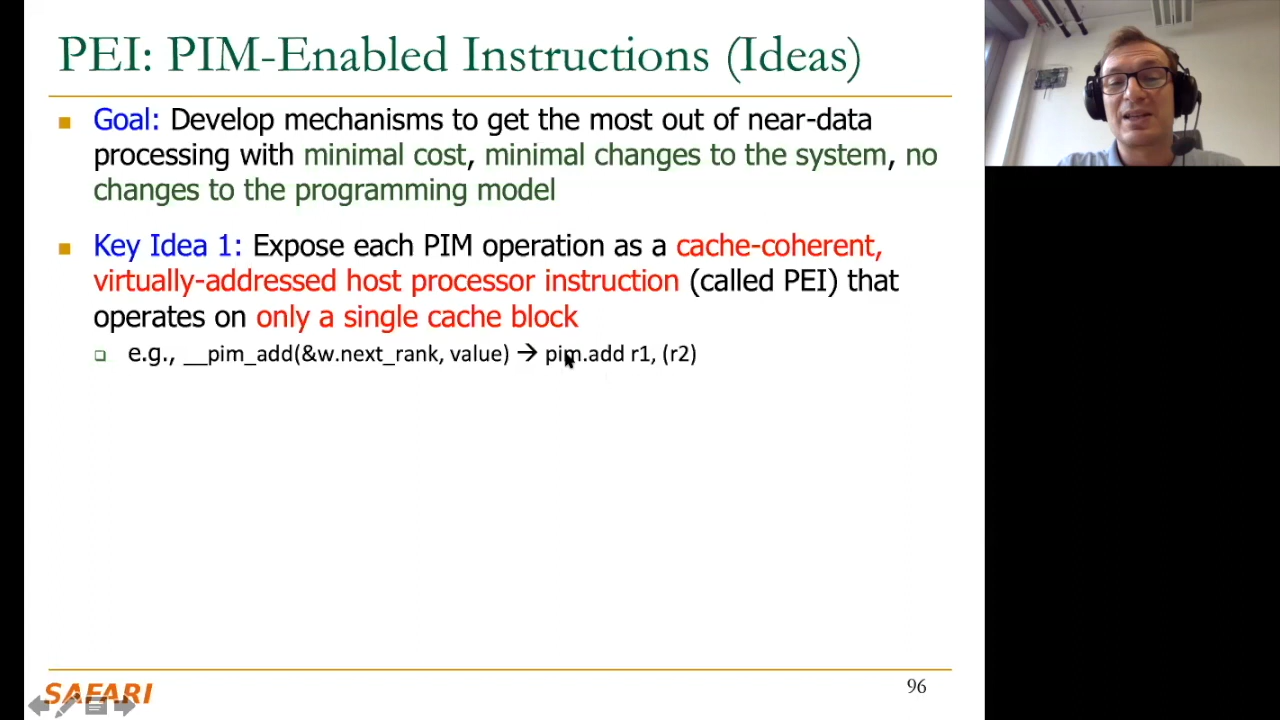 PEI: PIM-Enabled Instructions (Ideas)
Goal: Develop mechanisms to get the most out of near-data
processing with minimal cost, minimal changes to the system, no
changes to the programming model
Key Idea 1: Expose each PIM operation as a cache-coherent,
virtually-addressed host processor instruction (called PEI) that
operates on only a single cache block
e.g., __pim_add(&w.next_rank, value) → pim.add r1, (r2)
SAFARI
96